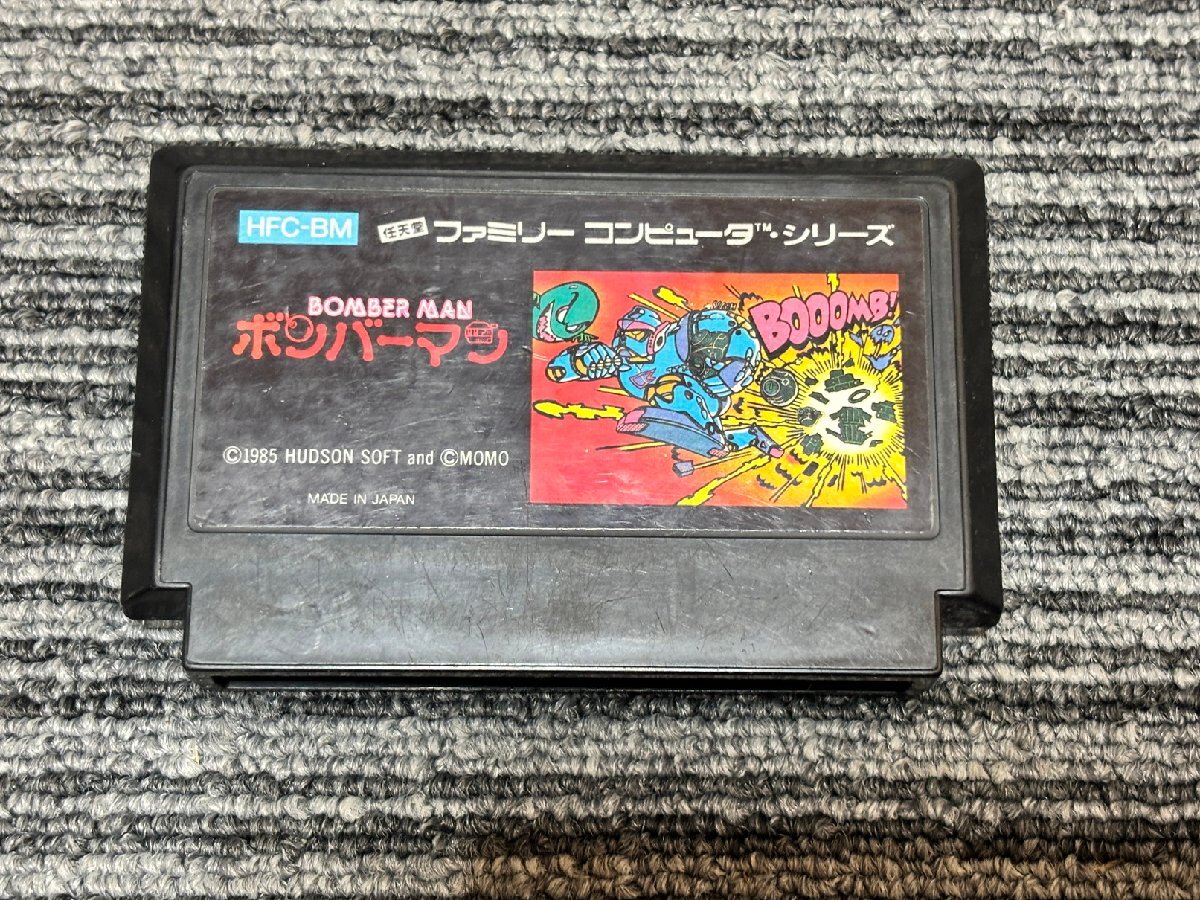 HFC-BM 任天堂 ファミリー コンピュータ™・シリーズ
BOMBER MAN
ボンバーマン
BOOOMB!
©1985 HUDSON SOFT and ©MOMO
MADE IN JAPAN